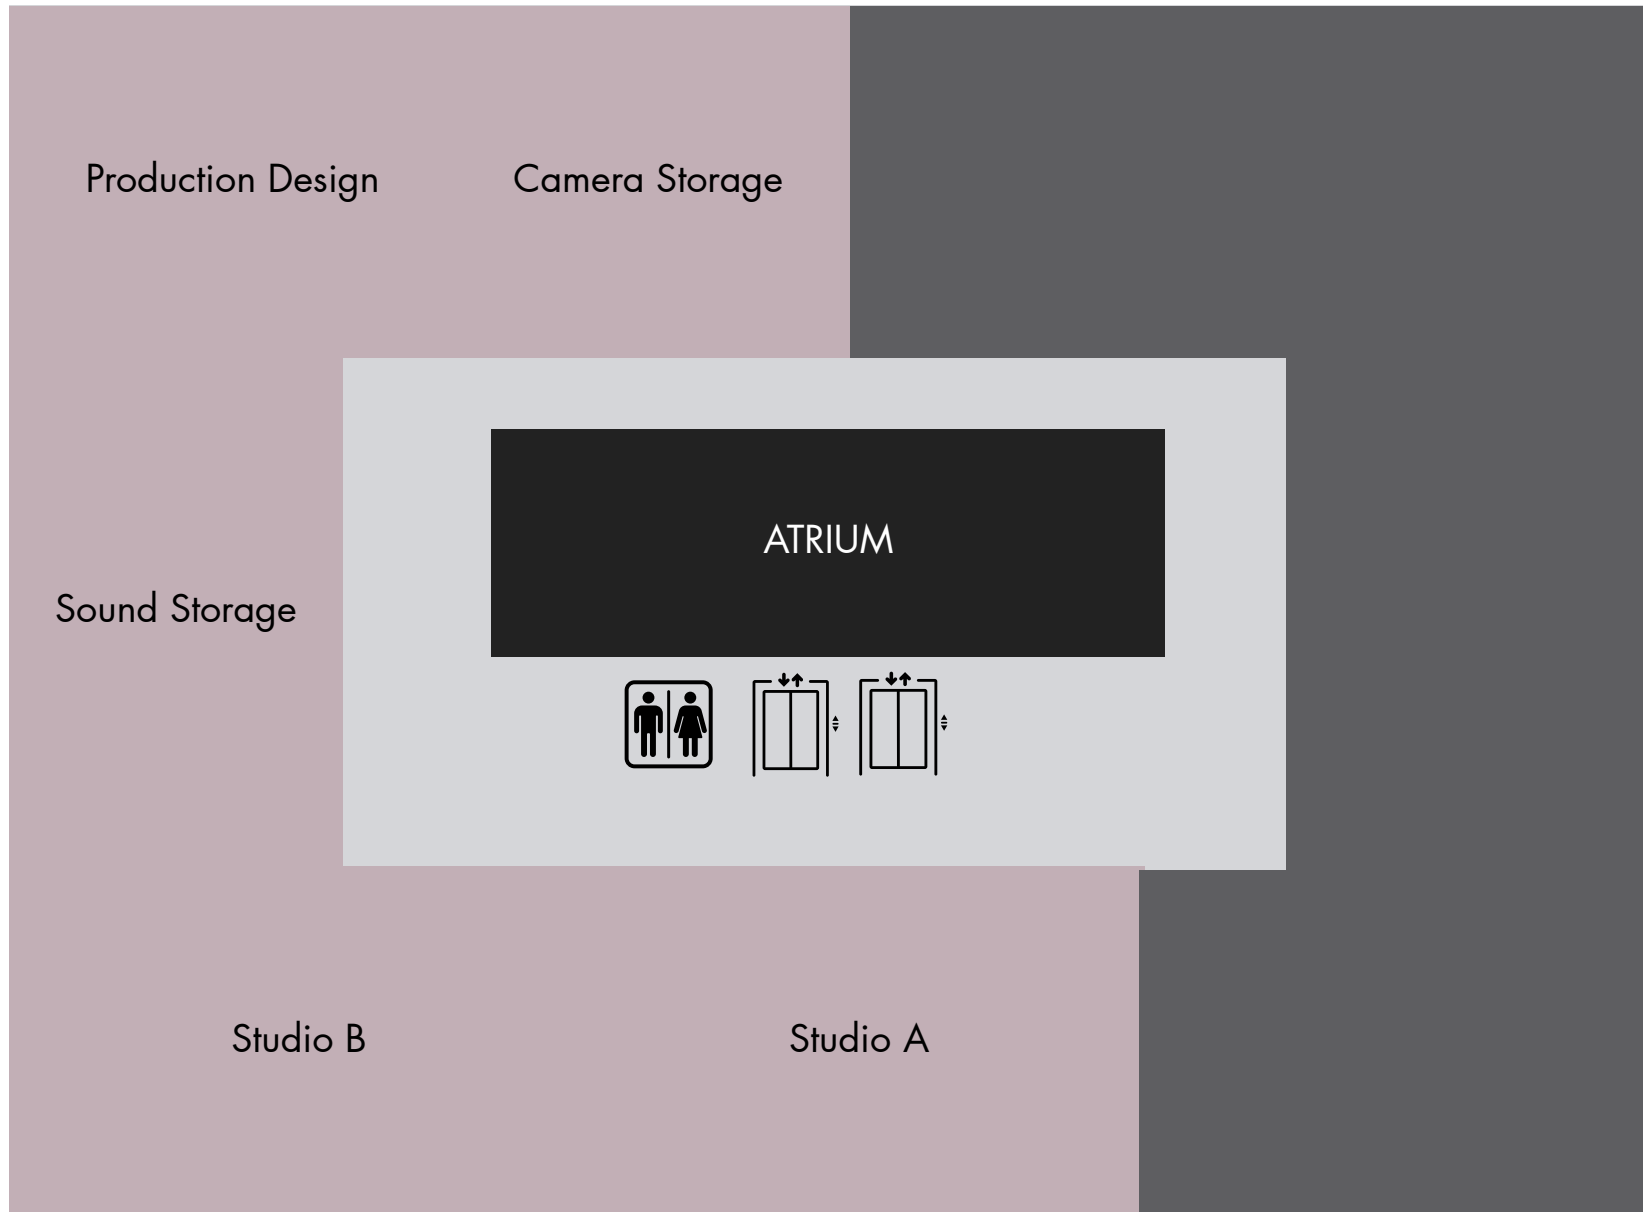 Production Design
Camera Storage
ATRIUM
Sound Storage
Studio B
Studio A